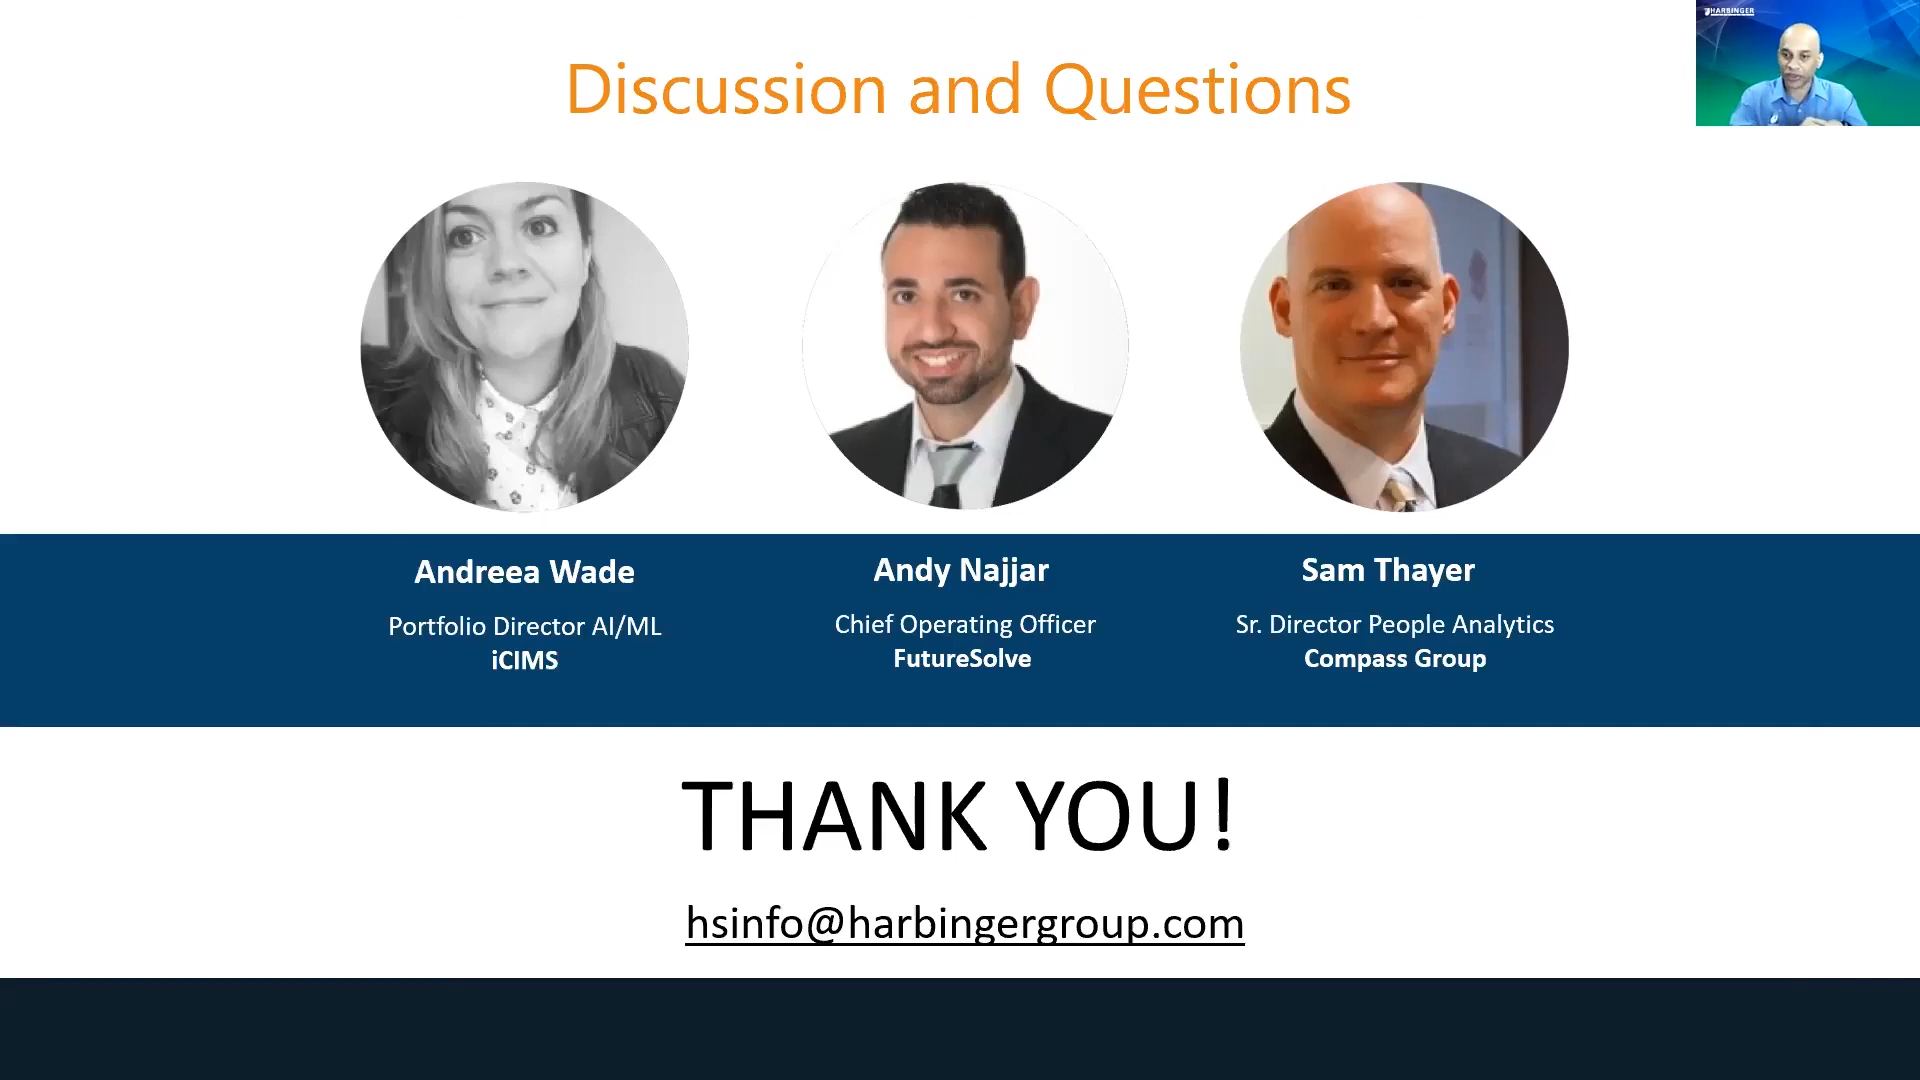 HARBINGER
Discussion and Questions
Andreea Wade
Portfolio Director AI/ML
iCIMS
Andy Najjar
Chief Operating Officer
FutureSolve
Sam Thayer
Sr. Director People Analytics
Compass Group
THANK YOU!
hsinfo@harbingergroup.com